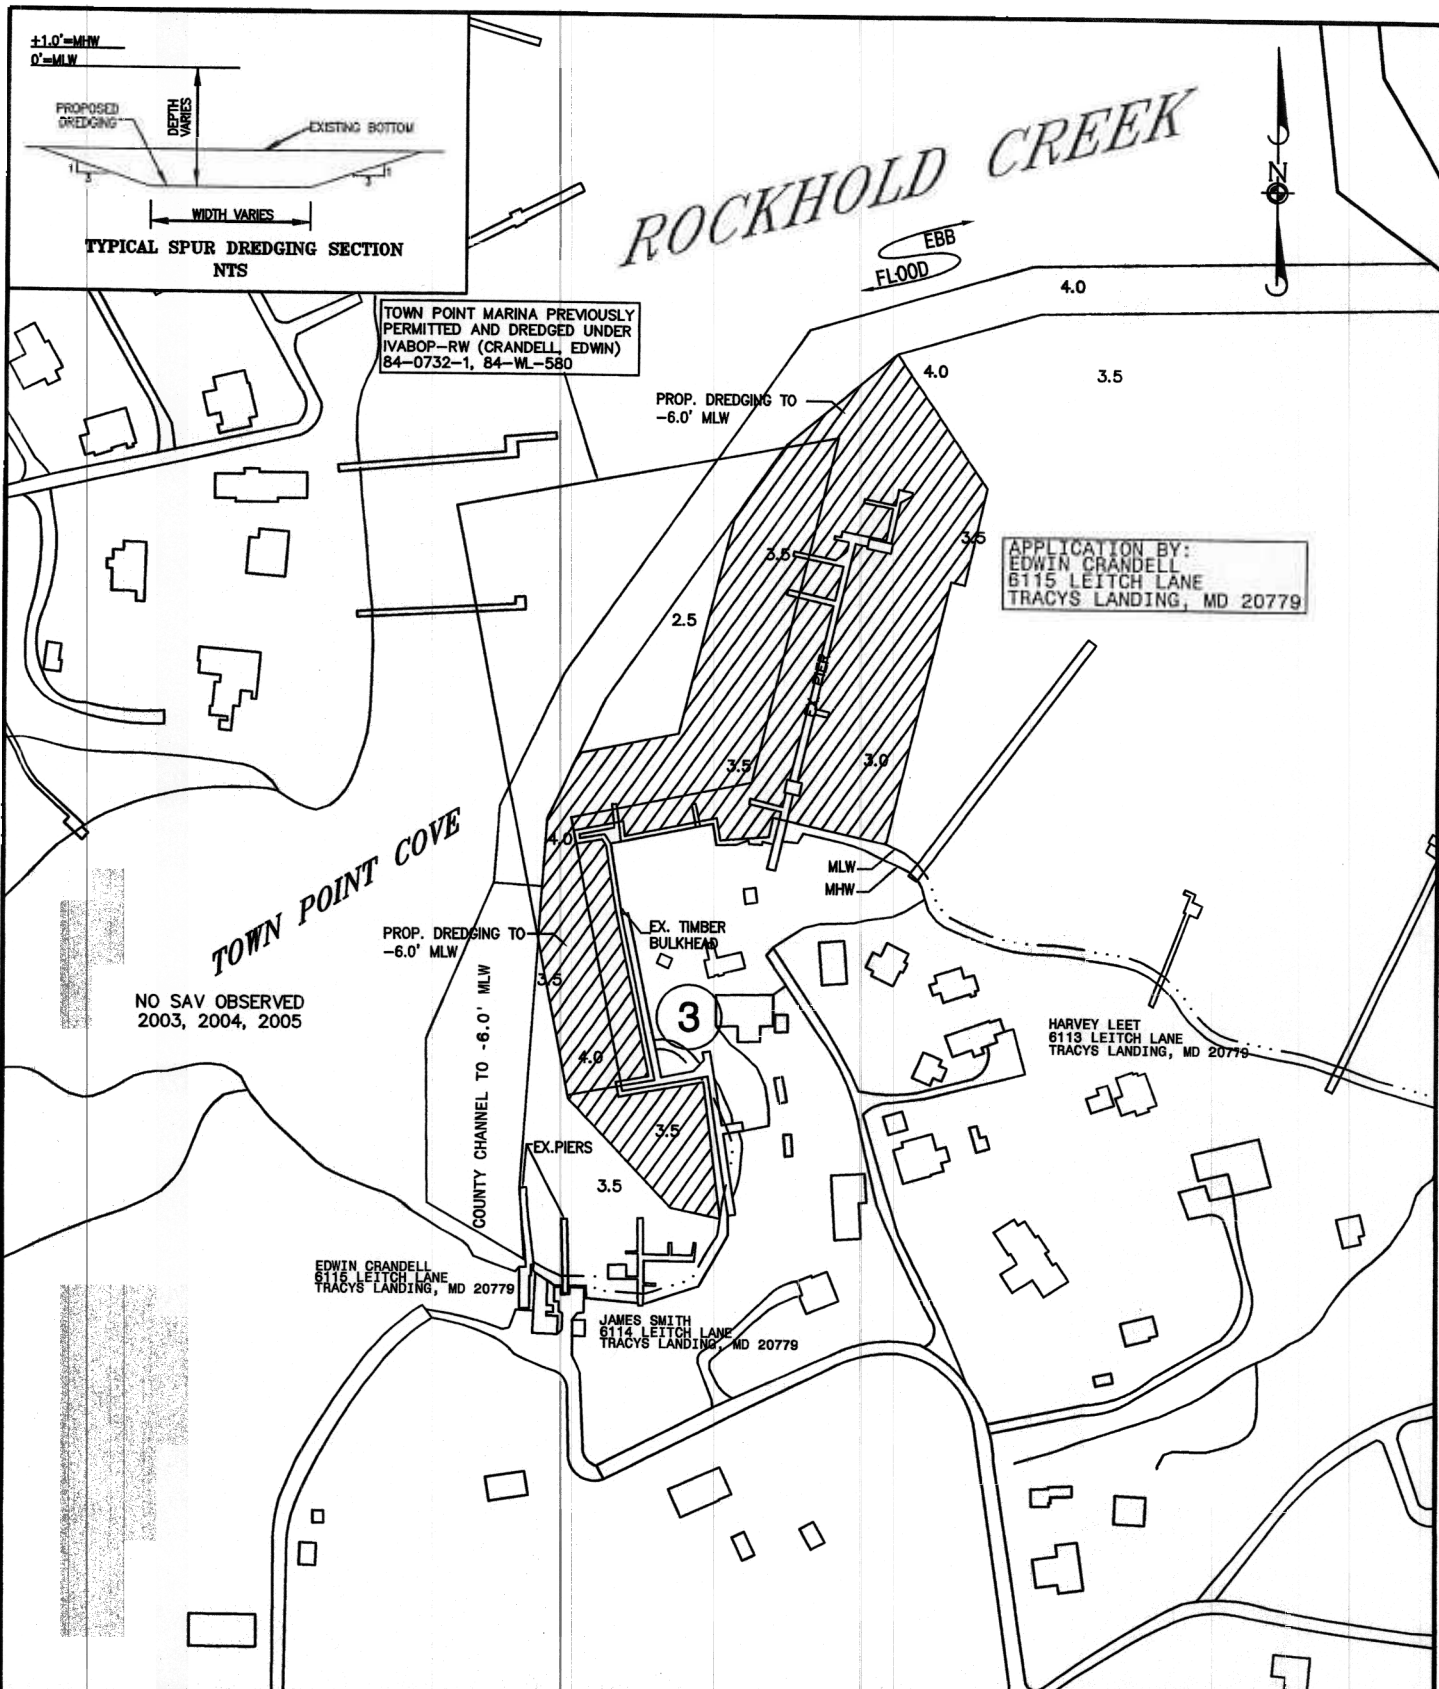 +1.0'=MHW
0'=MLW
PROPOSED
DREDGING
DEPTH
VARIES
EXISTING BOTTOM
1
3
3
1
WIDTH VARIES
TYPICAL SPUR DREDGING SECTION
NTS
ROCKHOLD CREEK
N
EBB
FLOOD
4.0
TOWN POINT MARINA PREVIOUSLY
PERMITTED AND DREDGED UNDER
IVABOP-RW (CRANDELL, EDWIN)
84-0732-1, 84-WL-580
4.0
3.5
PROP. DREDGING TO
-6.0' MLW
3.5
3.5
APPLICATION BY:
EDWIN CRANDELL
6115 LEITCH LANE
TRACYS LANDING, MD 20779
2.5
EX. PIER
3.5
3.0
4.0
TOWN POINT COVE
MLW
MHW
PROP. DREDGING TO
-6.0' MLW
EX. TIMBER
BULKHEAD
3.5
NO SAV OBSERVED
2003, 2004, 2005
3
COUNTY CHANNEL TO -6.0' MLW
HARVEY LEET
6113 LEITCH LANE
TRACYS LANDING, MD 20779
4.0
3.5
EX.PIERS
3.5
EDWIN CRANDELL
6115 LEITCH LANE
TRACYS LANDING, MD 20779
JAMES SMITH
6114 LEITCH LANE
TRACYS LANDING, MD 20779